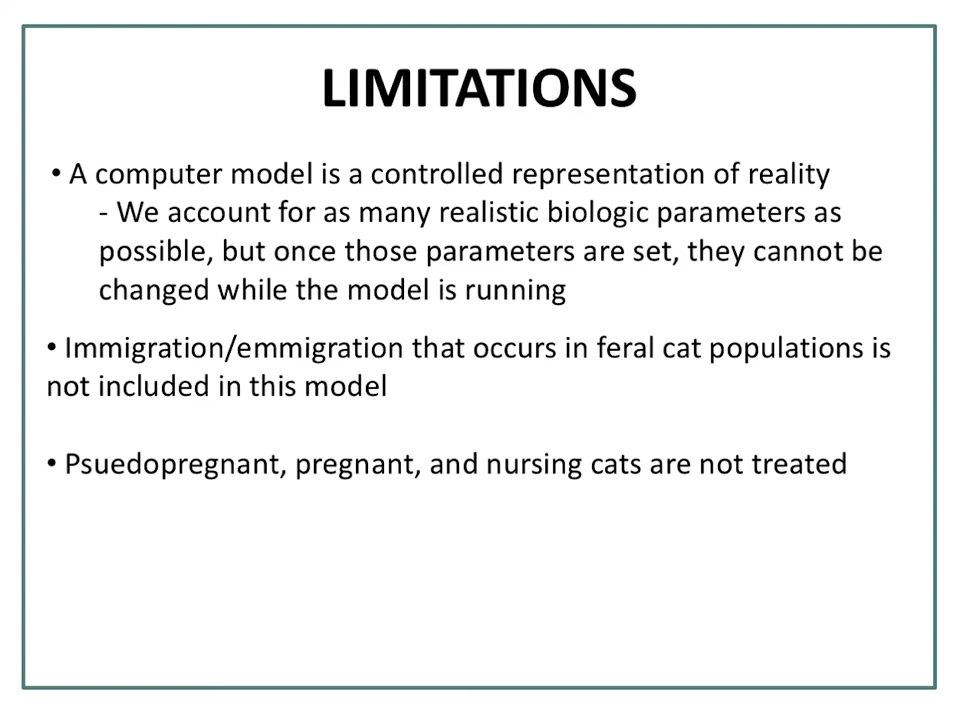 LIMITATIONS
• A computer model is a controlled representation of reality
- We account for as many realistic biologic parameters as
possible, but once those parameters are set, they cannot be
changed while the model is running
• Immigration/emmigration that occurs in feral cat populations is
not included in this model
• Psuedopregnant, pregnant, and nursing cats are not treated